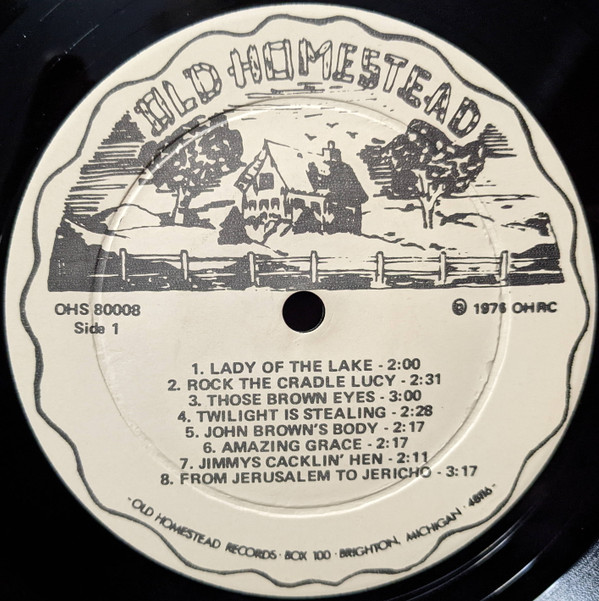 OLD HOMESTEAD
OHS 80008
Side 1
℗ 1976 OHRC
1. LADY OF THE LAKE - 2:00
2. ROCK THE CRADLE LUCY - 2:31
3. THOSE BROWN EYES - 3:00
4. TWILIGHT IS STEALING - 2:28
5. JOHN BROWN'S BODY - 2:17
6. AMAZING GRACE - 2:17
7. JIMMYS CACKLIN' HEN - 2:11
8. FROM JERUSALEM TO JERICHO - 3:17
- OLD HOMESTEAD RECORDS · BOX 100 · BRIGHTON, MICHIGAN · 48116 -